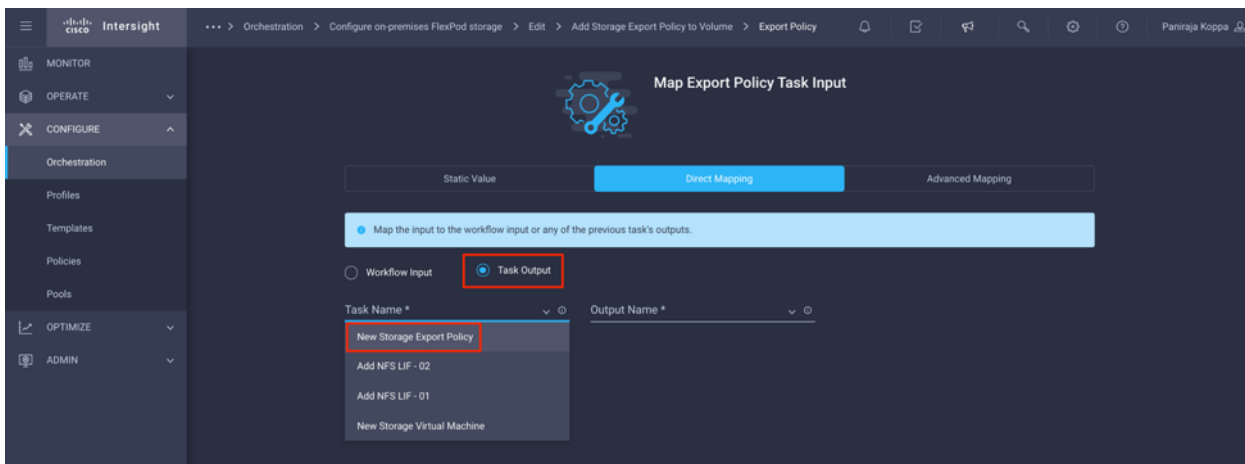 cisco Intersight
••• > Orchestration > Configure on-premises FlexPod storage > Edit > Add Storage Export Policy to Volume > Export Policy
Paniraja Koppa
MONITOR
OPERATE
CONFIGURE
Orchestration
Profiles
Templates
Policies
Pools
OPTIMIZE
ADMIN
Map Export Policy Task Input
Static Value
Direct Mapping
Advanced Mapping
Map the input to the workflow input or any of the previous task's outputs.
Workflow Input
Task Output
Task Name *
Output Name *
New Storage Export Policy
Add NFS LIF - 02
Add NFS LIF - 01
New Storage Virtual Machine